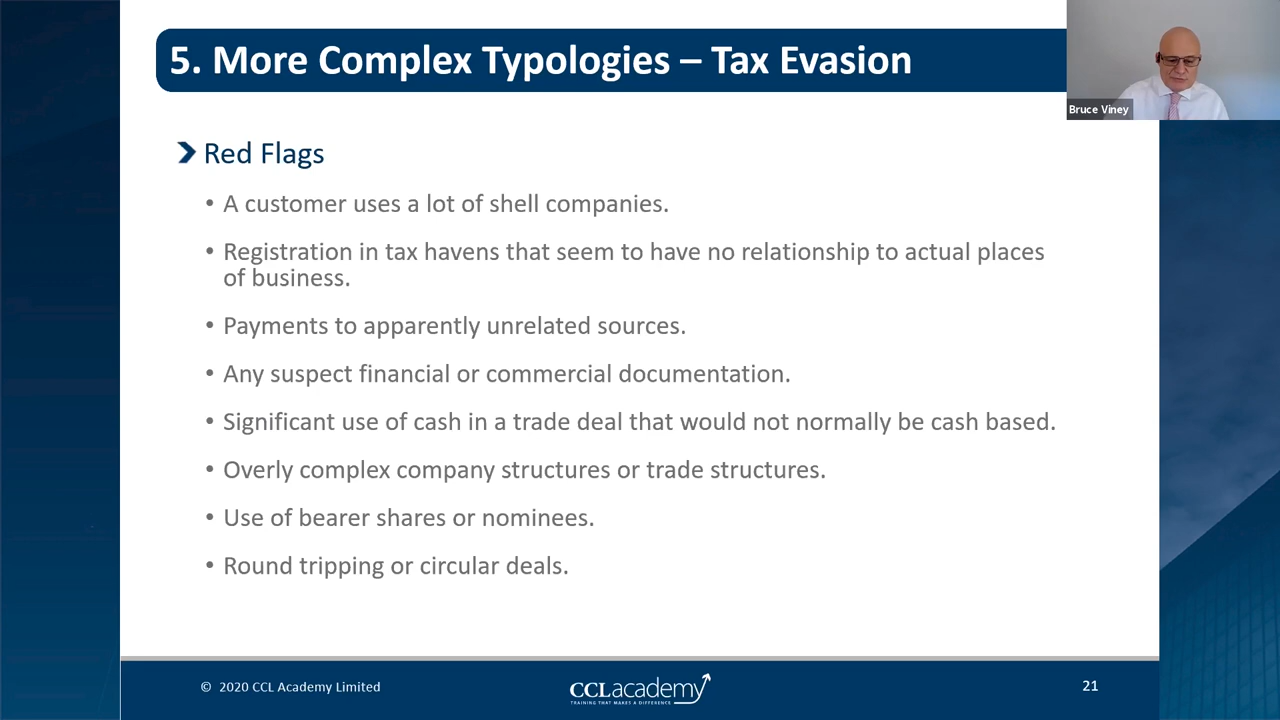 5. More Complex Typologies – Tax Evasion
Bruce Viney
Red Flags
• A customer uses a lot of shell companies.
• Registration in tax havens that seem to have no relationship to actual places
of business.
• Payments to apparently unrelated sources.
• Any suspect financial or commercial documentation.
• Significant use of cash in a trade deal that would not normally be cash based.
• Overly complex company structures or trade structures.
• Use of bearer shares or nominees.
• Round tripping or circular deals.
© 2020 CCL Academy Limited
CCLacademy
TRAINING THAT MAKES A DIFFERENCE
21